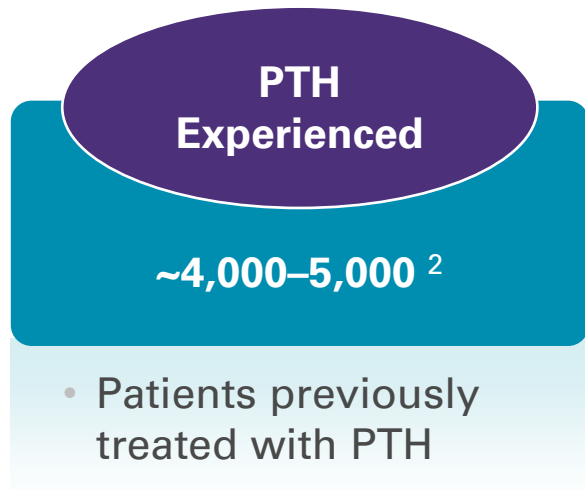 PTH
Experienced
~4,000–5,000 2
• Patients previously
treated with PTH